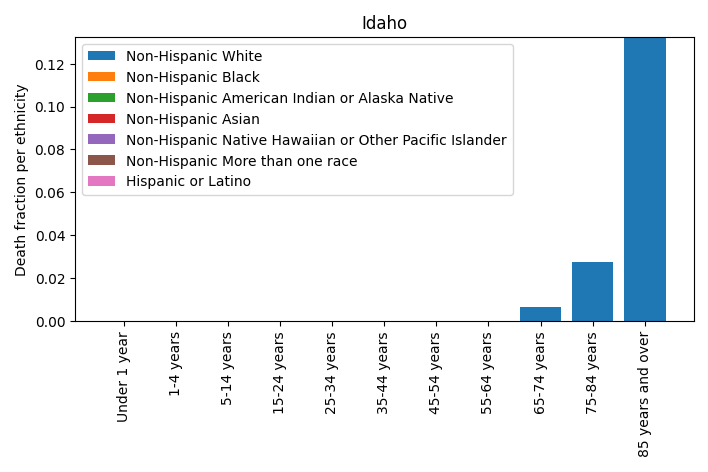 Idaho
Death fraction per ethnicity
0.12
0.10
0.08
0.06
0.04
0.02
0.00
Non-Hispanic White
Non-Hispanic Black
Non-Hispanic American Indian or Alaska Native
Non-Hispanic Asian
Non-Hispanic Native Hawaiian or Other Pacific Islander
Non-Hispanic More than one race
Hispanic or Latino
Under 1 year
1-4 years
5-14 years
15-24 years
25-34 years
35-44 years
45-54 years
55-64 years
65-74 years
75-84 years
85 years and over